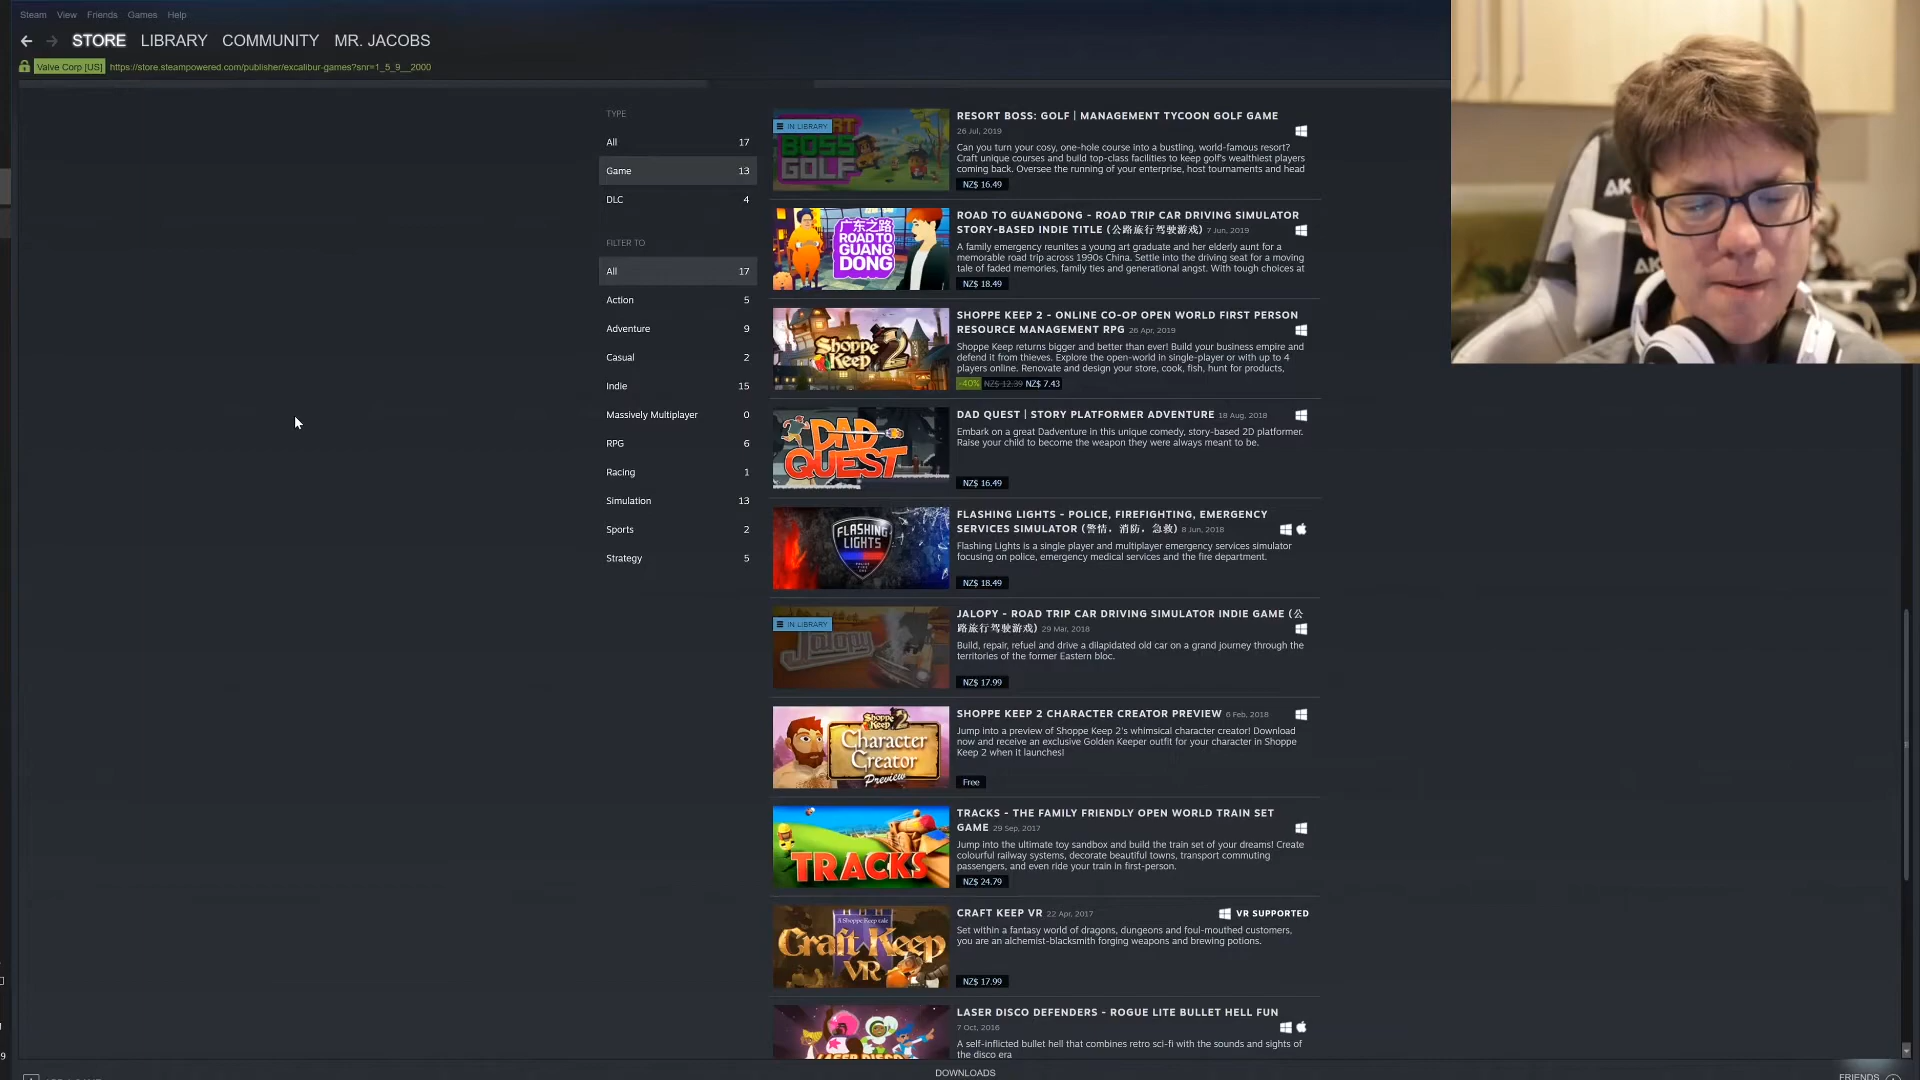 Steam View Friends Games Help
STORE LIBRARY COMMUNITY MR. JACOBS
Valve Corp [US] https://store.steampowered.com/publisher/excalibur-games?snr=1_5_9__2000
TYPE
All 17
Game 13
DLC 4
FILTER TO
All 17
Action 5
Adventure 9
Casual 2
Indie 15
Massively Multiplayer 0
RPG 6
Racing 1
Simulation 13
Sports 2
Strategy 5
IN LIBRARY
BOSS
GOLF
RESORT BOSS: GOLF | MANAGEMENT TYCOON GOLF GAME
26 Jul, 2019
Can you turn your cosy, one-hole course into a bustling, world-famous resort?
Craft unique courses and build top-class facilities to keep golf's wealthiest players
coming back. Oversee the running of your enterprise, host tournaments and head
NZ$ 16.49
广东之路
ROAD TO
GUANG
DONG
ROAD TO GUANGDONG - ROAD TRIP CAR DRIVING SIMULATOR
STORY-BASED INDIE TITLE (公路旅行驾驶游戏) 7 Jun, 2019
A family emergency reunites a young art graduate and her elderly aunt for a
memorable road trip across 1990s China. Settle into the driving seat for a moving
tale of faded memories, family ties and generational angst. With tough choices at
NZ$ 18.49
Shoppe
Keep 2
SHOPPE KEEP 2 - ONLINE CO-OP OPEN WORLD FIRST PERSON
RESOURCE MANAGEMENT RPG 26 Apr, 2019
Shoppe Keep returns bigger and better than ever! Build your business empire and
defend it from thieves. Explore the open-world in single-player or with up to 4
players online. Renovate and design your store, cook, fish, hunt for products,
-40% NZ$ 12.39 NZ$ 7.43
DAD
QUEST
DAD QUEST | STORY PLATFORMER ADVENTURE 18 Aug, 2018
Embark on a great Dadventure in this unique comedy, story-based 2D platformer.
Raise your child to become the weapon they were always meant to be.
NZ$ 16.49
FLASHING
LIGHTS
FLASHING LIGHTS - POLICE, FIREFIGHTING, EMERGENCY
SERVICES SIMULATOR (警情，消防，急救) 8 Jun, 2018
Flashing Lights is a single player and multiplayer emergency services simulator
focusing on police, emergency medical services and the fire department.
NZ$ 18.49
IN LIBRARY
Jalopy
JALOPY - ROAD TRIP CAR DRIVING SIMULATOR INDIE GAME (公
路旅行驾驶游戏) 29 Mar, 2018
Build, repair, refuel and drive a dilapidated old car on a grand journey through the
territories of the former Eastern bloc.
NZ$ 17.99
Shoppe
Keep 2
Character
Creator
Preview
SHOPPE KEEP 2 CHARACTER CREATOR PREVIEW 6 Feb, 2018
Jump into a preview of Shoppe Keep 2's whimsical character creator! Download
now and receive an exclusive Golden Keeper outfit for your character in Shoppe
Keep 2 when it launches!
Free
TRACKS
TRACKS - THE FAMILY FRIENDLY OPEN WORLD TRAIN SET
GAME 29 Sep, 2017
Jump into the ultimate toy sandbox and build the train set of your dreams! Create
colourful railway systems, decorate beautiful towns, transport commuting
passengers, and even ride your train in first-person.
NZ$ 24.79
A Shoppe Keep tale
Craft Keep
VR
CRAFT KEEP VR 22 Apr, 2017
VR SUPPORTED
Set within a fantasy world of dragons, dungeons and foul-mouthed customers,
you are an alchemist-blacksmith forging weapons and brewing potions.
NZ$ 17.99
LASER DISCO DEFENDERS - ROGUE LITE BULLET HELL FUN
7 Oct, 2016
A self-inflicted bullet hell that combines retro sci-fi with the sounds and sights of
the disco era
DOWNLOADS